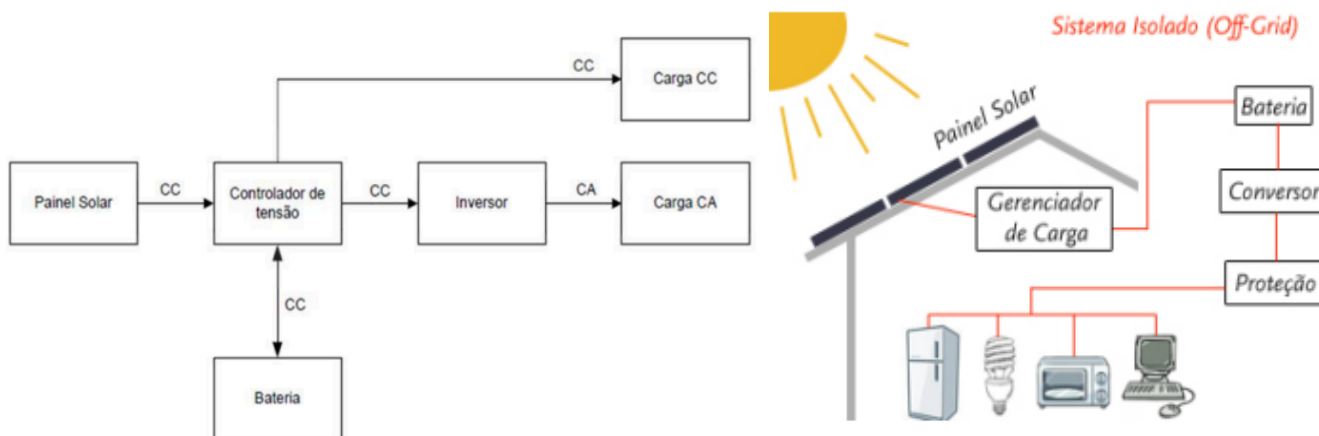 CC
Carga CC
Painel Solar
CC
Controlador de
tensão
CC
Inversor
CA
Carga CA
CC
Bateria
Sistema Isolado (Off-Grid)
Painel Solar
Bateria
Gerenciador
de Carga
Conversor
Proteção